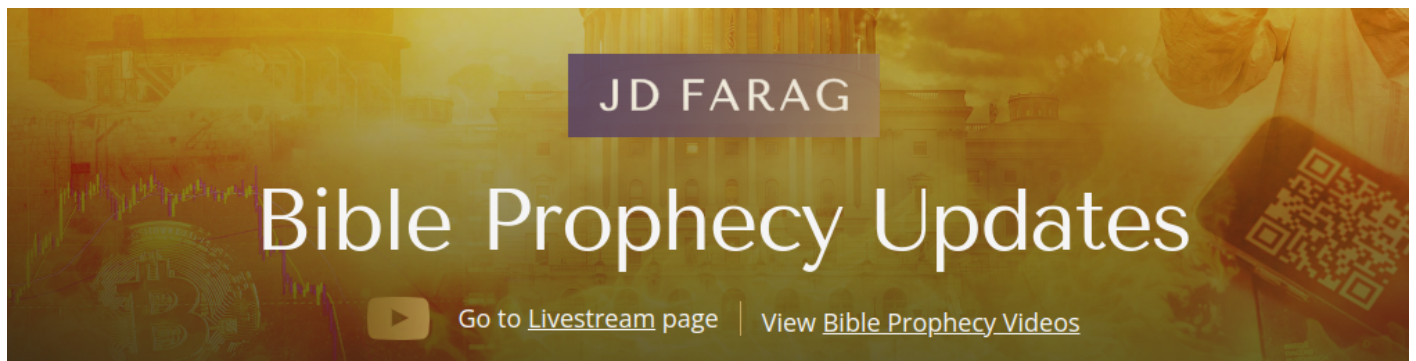 JD FARAG
Bible Prophecy Updates
Go to Livestream page | View Bible Prophecy Videos